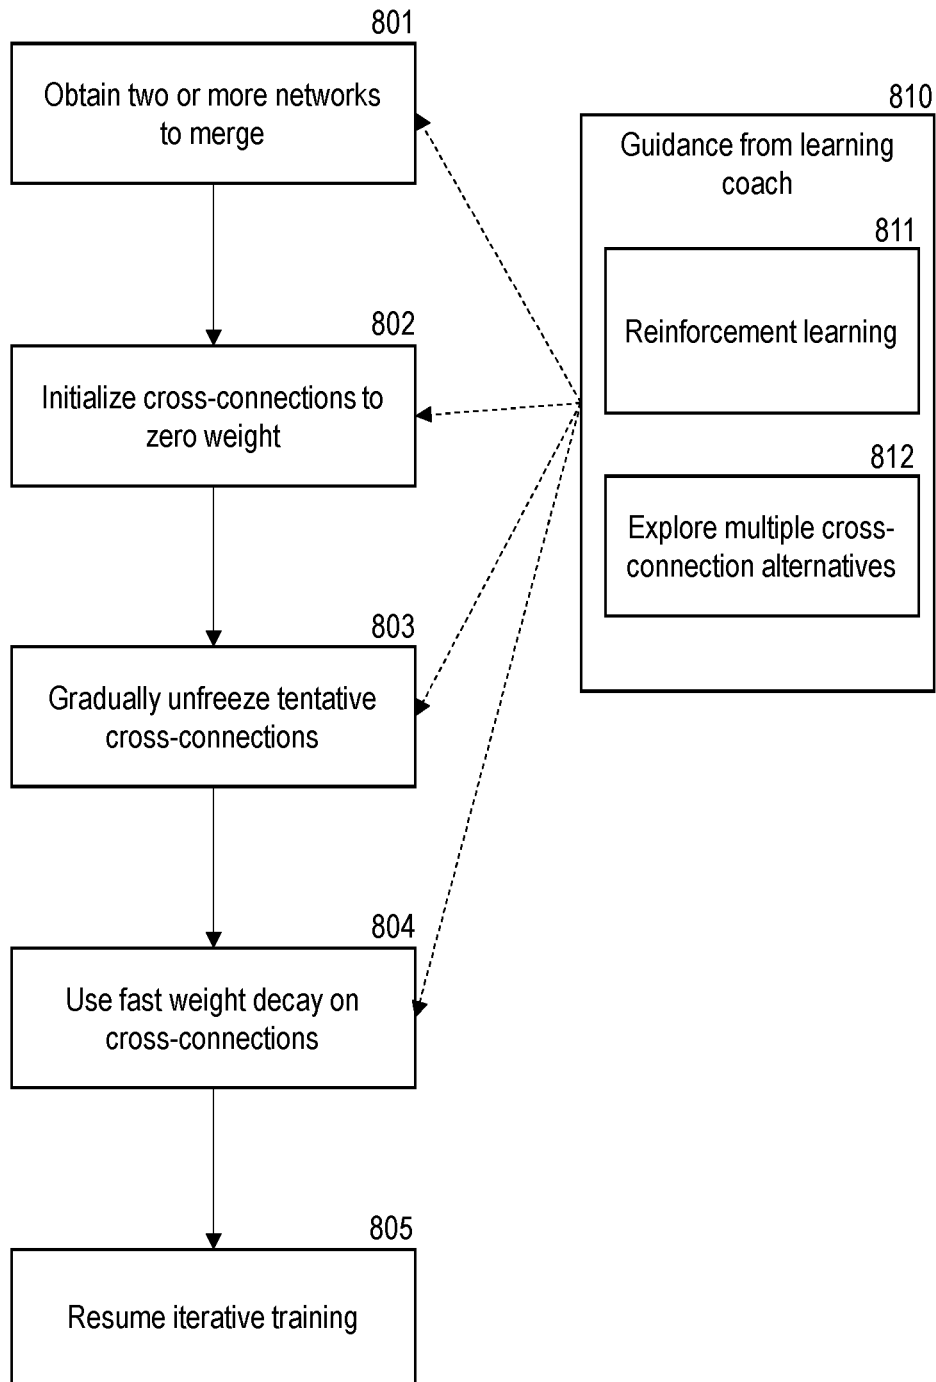 801
Obtain two or more networks
to merge
802
Initialize cross-connections to
zero weight
803
Gradually unfreeze tentative
cross-connections
804
Use fast weight decay on
cross-connections
805
Resume iterative training
810
Guidance from learning
coach
811
Reinforcement learning
812
Explore multiple cross-
connection alternatives